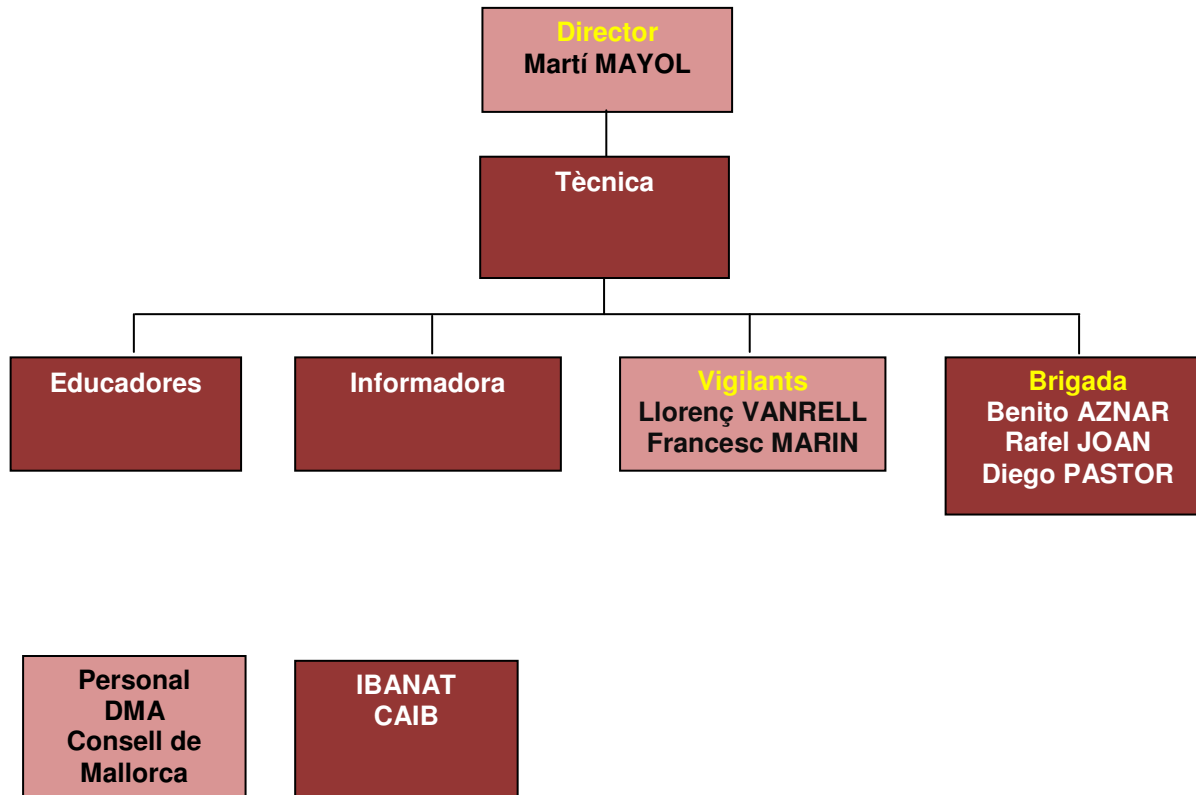 Director
Martí MAYOL
Tècnica
Educadores
Informadora
Vigilants
Llorenç VANRELL
Francesc MARIN
Brigada
Benito AZNAR
Rafel JOAN
Diego PASTOR
Personal
DMA
Consell de
Mallorca
IBANAT
CAIB